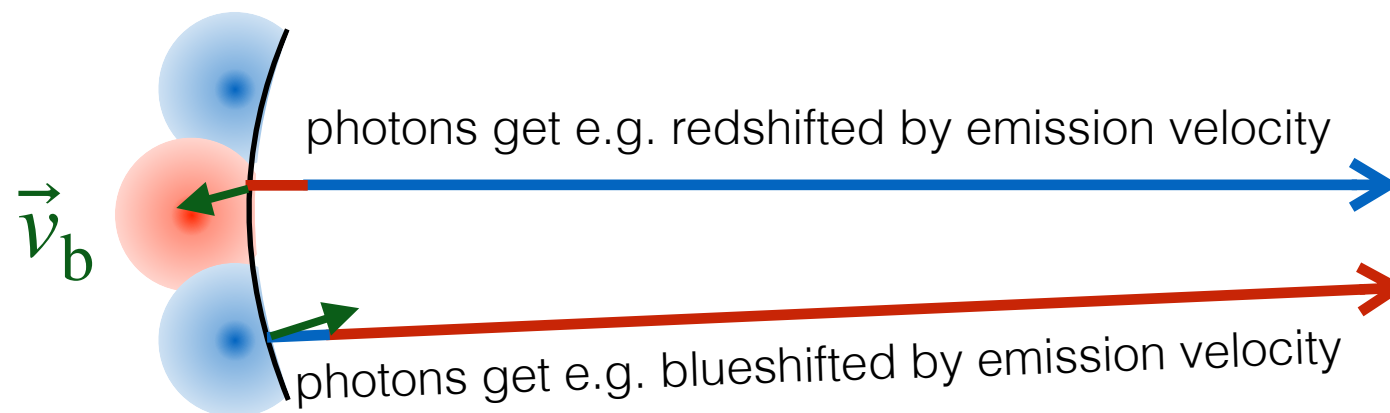 photons get e.g. redshifted by emission velocity
v⃗b
photons get e.g. blueshifted by emission velocity